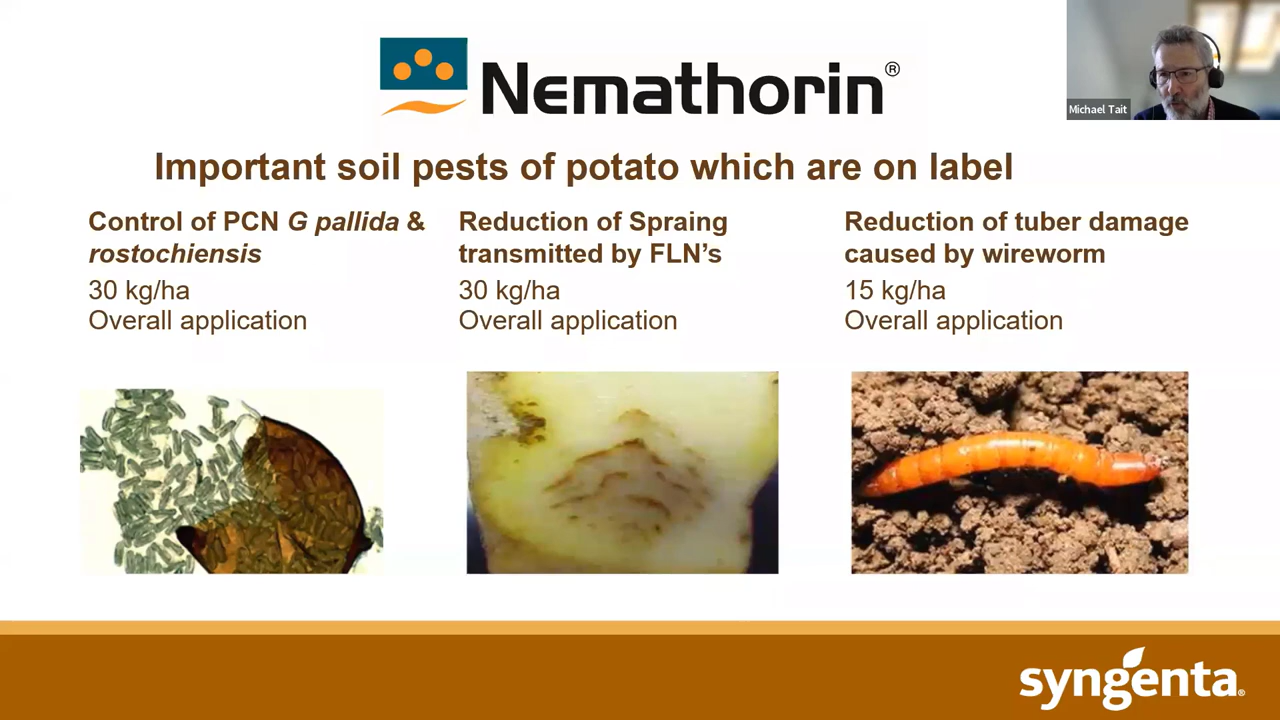 Nemathorin®
Michael Tait
Important soil pests of potato which are on label
Control of PCN G pallida &
rostochiensis
30 kg/ha
Overall application
Reduction of Spraing
transmitted by FLN’s
30 kg/ha
Overall application
Reduction of tuber damage
caused by wireworm
15 kg/ha
Overall application
syngenta®